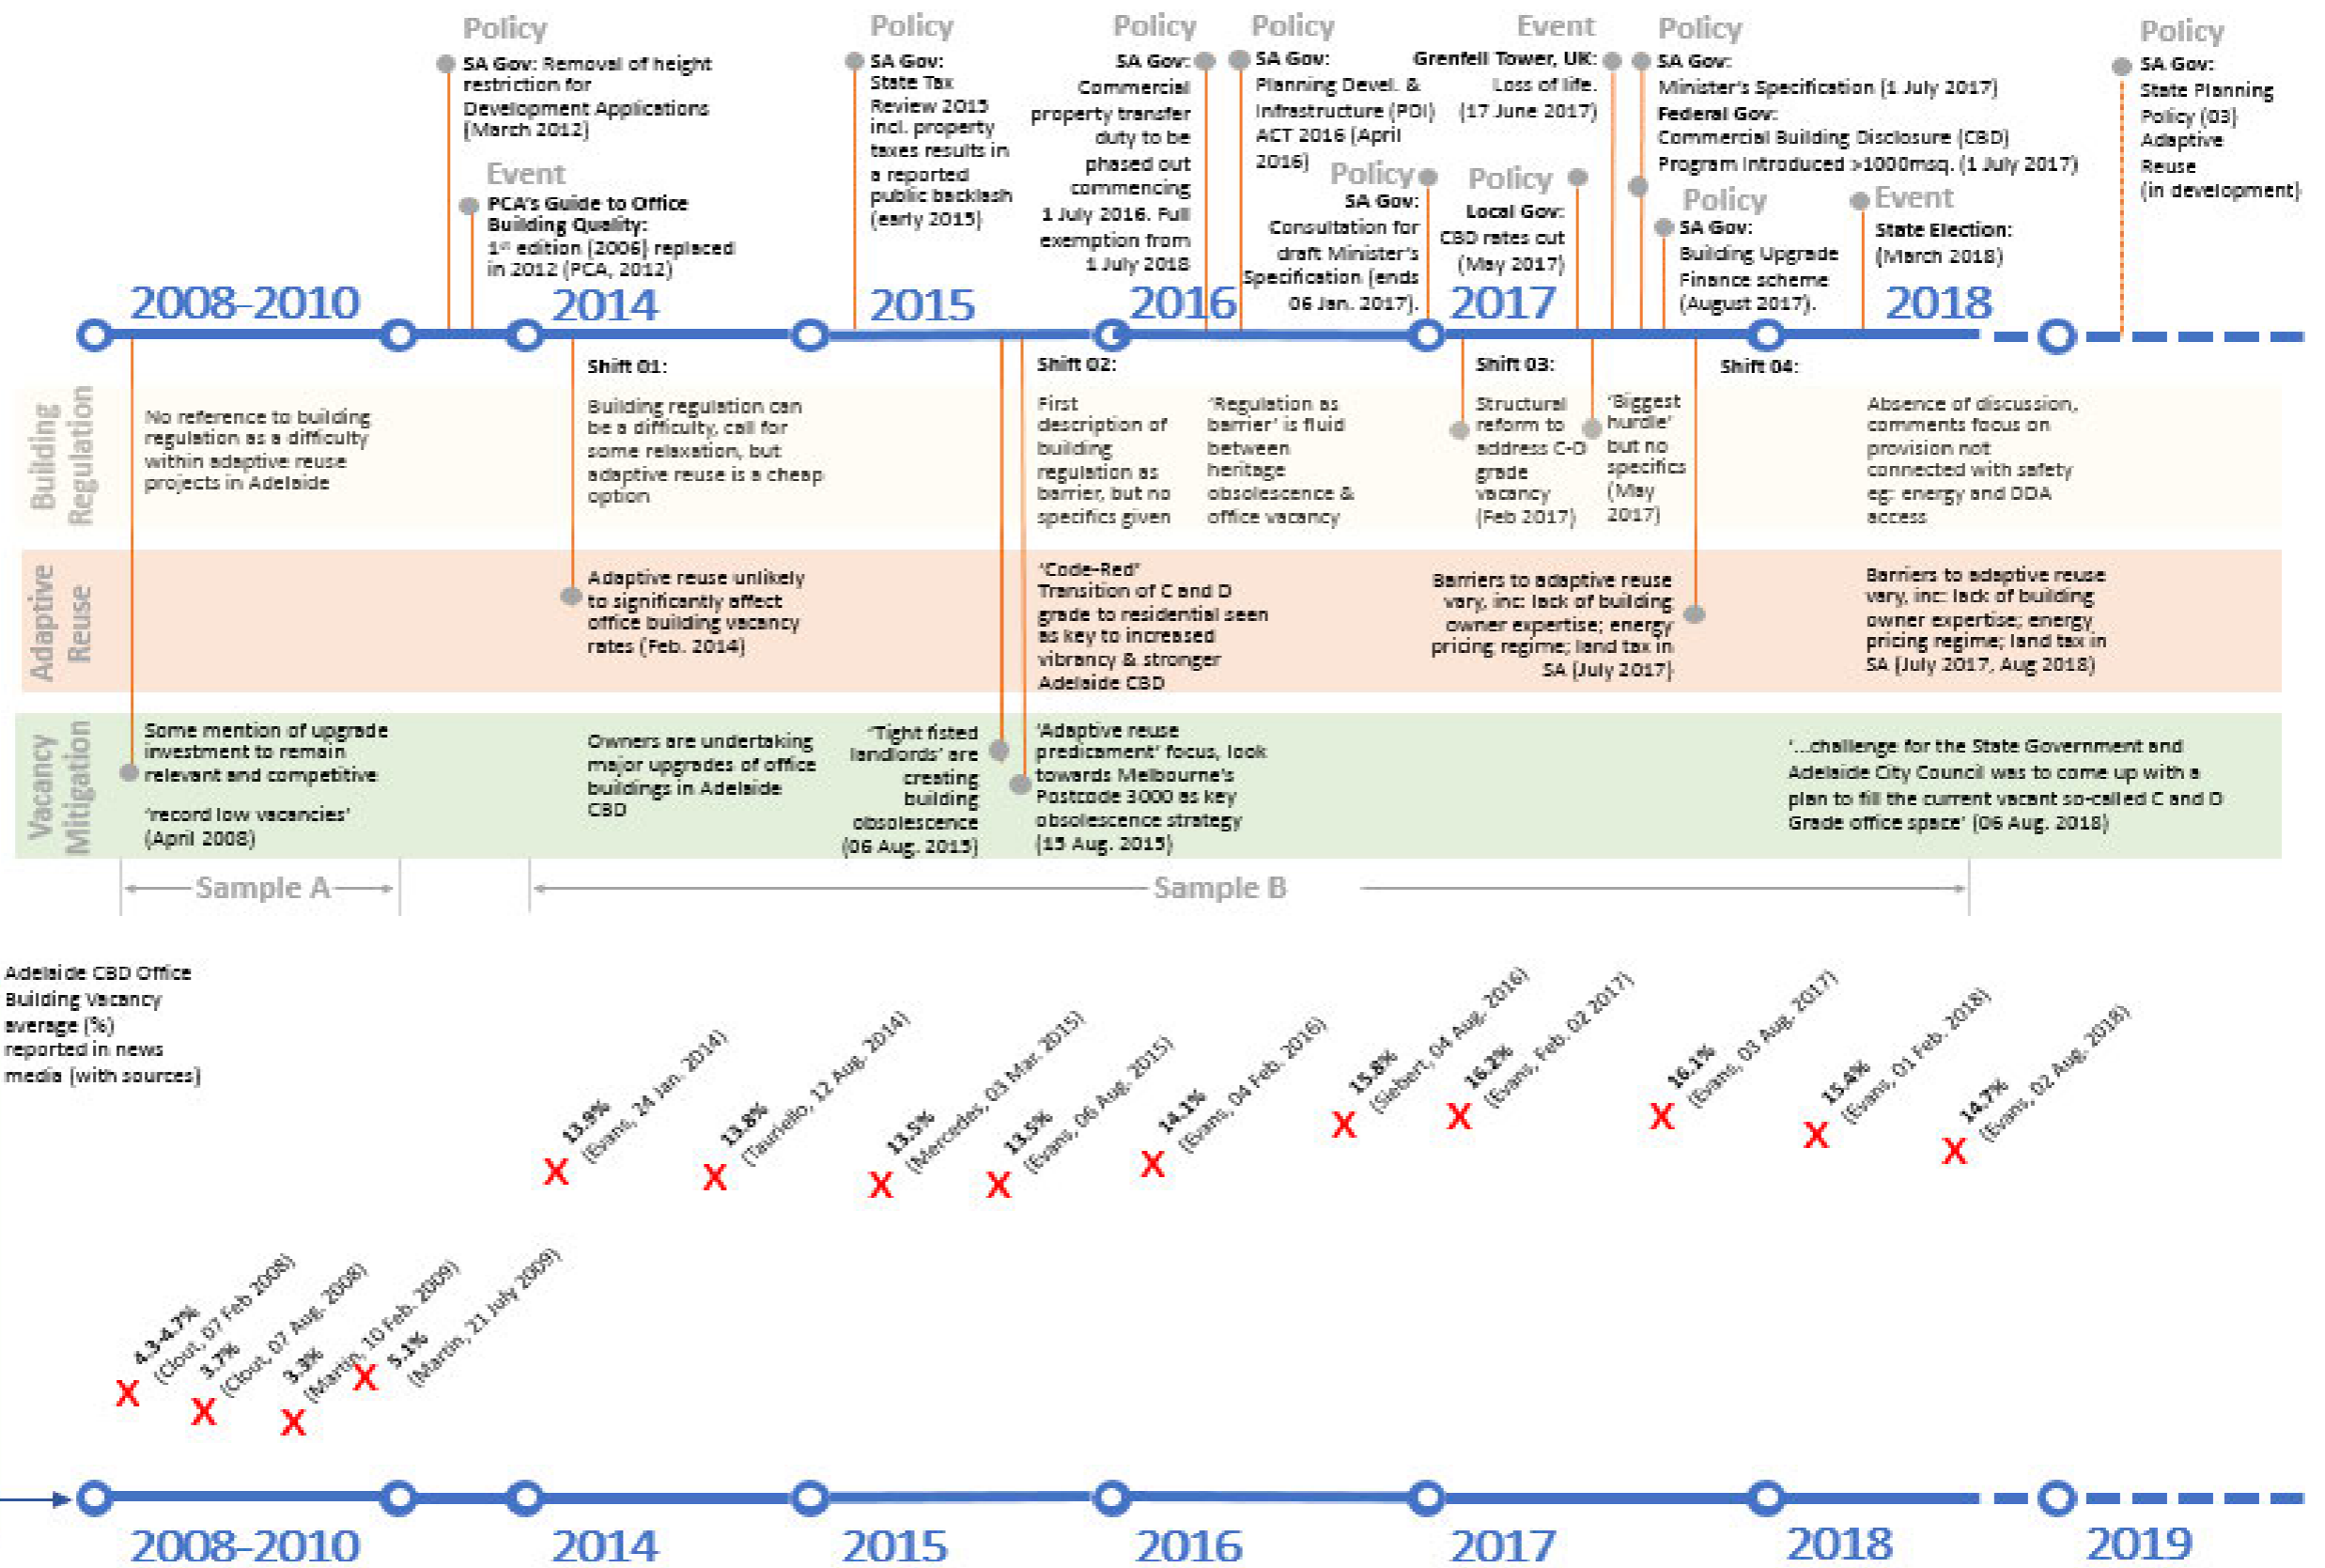 Policy
SA Gov: Removal of height
restriction for
Development Applications
(March 2012)
Event
PCA's Guide to Office
Building Quality:
1st edition (2006) replaced
in 2012 (PCA, 2012)
Policy
SA Gov:
State Tax
Review 2015
incl. property
taxes results in
a reported
public backlash
(early 2015)
Policy
SA Gov:
Commercial
property transfer
duty to be
phased out
commencing
1 July 2016. Full
exemption from
1 July 2018
Policy
SA Gov:
Planning Devel. &
Infrastructure (PDI)
ACT 2016 (April
2016)
Policy
SA Gov:
Consultation for
draft Minister's
Specification (ends
06 Jan. 2017).
Event
Grenfell Tower, UK:
Loss of life.
(17 June 2017)
Policy
Local Gov:
CBD rates cut
(May 2017)
Policy
SA Gov:
Minister's Specification (1 July 2017)
Federal Gov:
Commercial Building Disclosure (CBD)
Program Introduced >1000msq. (1 July 2017)
Policy
SA Gov:
Building Upgrade
Finance scheme
(August 2017).
Event
State Election:
(March 2018)
Policy
SA Gov:
State Planning
Policy (03)
Adaptive
Reuse
(in development)
2008-2010
2014
2015
2016
2017
2018
Shift 01:
Shift 02:
Shift 03:
Shift 04:
Building
Regulation
No reference to building
regulation as a difficulty
within adaptive reuse
projects in Adelaide
Building regulation can
be a difficulty, call for
some relaxation, but
adaptive reuse is a cheap
option
First
description of
building
regulation as
barrier, but no
specifics given
'Regulation as
barrier' is fluid
between
heritage
obsolescence &
office vacancy
Structural
reform to
address C-D
grade
vacancy
(Feb 2017)
'Biggest
hurdle'
but no
specifics
(May
2017)
Absence of discussion,
comments focus on
provision not
connected with safety
eg: energy and DDA
access
Adaptive
Reuse
Adaptive reuse unlikely
to significantly affect
office building vacancy
rates (Feb. 2014)
'Code-Red'
Transition of C and D
grade to residential seen
as key to increased
vibrancy & stronger
Adelaide CBD
Barriers to adaptive reuse
vary, inc: lack of building
owner expertise; energy
pricing regime; land tax in
SA (July 2017)
Barriers to adaptive reuse
vary, inc: lack of building
owner expertise; energy
pricing regime; land tax in
SA (July 2017, Aug 2018)
Vacancy
Mitigation
Some mention of upgrade
investment to remain
relevant and competitive
'record low vacancies'
(April 2008)
Owners are undertaking
major upgrades of office
buildings in Adelaide
CBD
'Tight fisted
landlords' are
creating
building
obsolescence
(06 Aug. 2015)
'Adaptive reuse
predicament' focus, look
towards Melbourne's
Postcode 3000 as key
obsolescence strategy
(15 Aug. 2015)
'...challenge for the State Government and
Adelaide City Council was to come up with a
plan to fill the current vacant so-called C and D
Grade office space' (06 Aug. 2018)
Sample A
Sample B
Adelaide CBD Office
Building Vacancy
average (%)
reported in news
media (with sources)
4.3-4.7%
(Clout, 07 Feb 2008)
3.7%
(Clout, 07 Aug. 2008)
3.3%
(Martin, 10 Feb. 2009)
5.1%
(Martin, 21 July 2009)
13.9%
(Evans, 24 Jan. 2014)
13.8%
(Tauriello, 12 Aug. 2014)
13.5%
(Mercedes, 03 Mar. 2015)
13.5%
(Evans, 06 Aug. 2015)
14.1%
(Evans, 04 Feb. 2016)
15.8%
(Siebert, 04 Aug. 2016)
16.2%
(Evans, Feb. 02 2017)
16.1%
(Evans, 03 Aug. 2017)
15.4%
(Evans, 01 Feb. 2018)
14.7%
(Evans, 02 Aug. 2018)
2008-2010
2014
2015
2016
2017
2018
2019